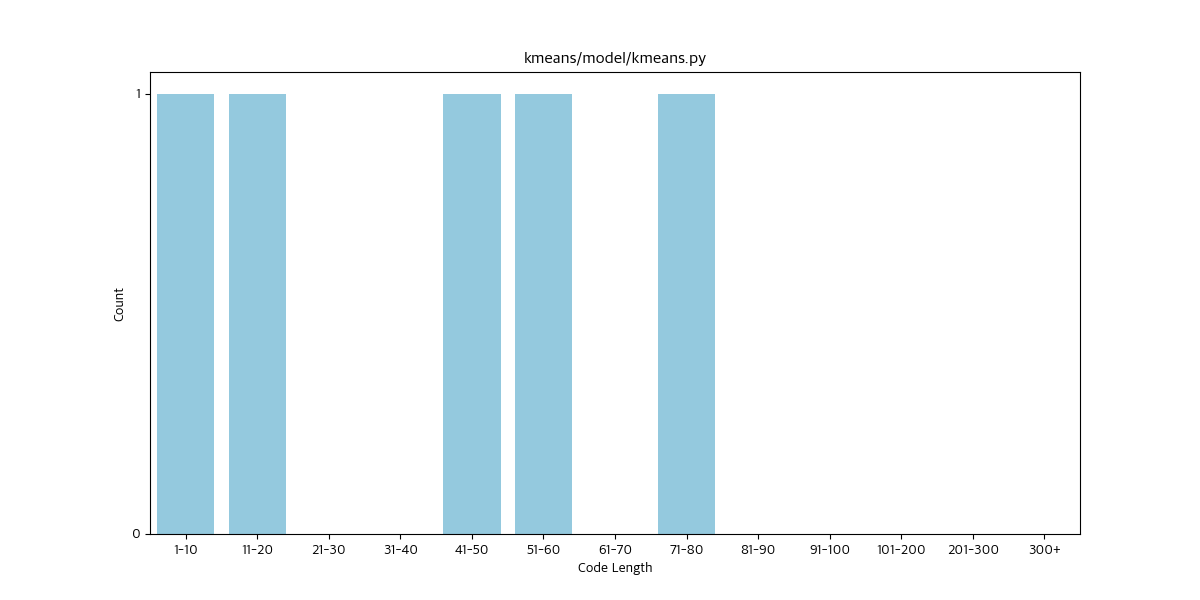 kmeans/model/kmeans.py
1
Count
0
1-10 11-20 21-30 31-40 41-50 51-60 61-70 71-80 81-90 91-100 101-200 201-300 300+
Code Length